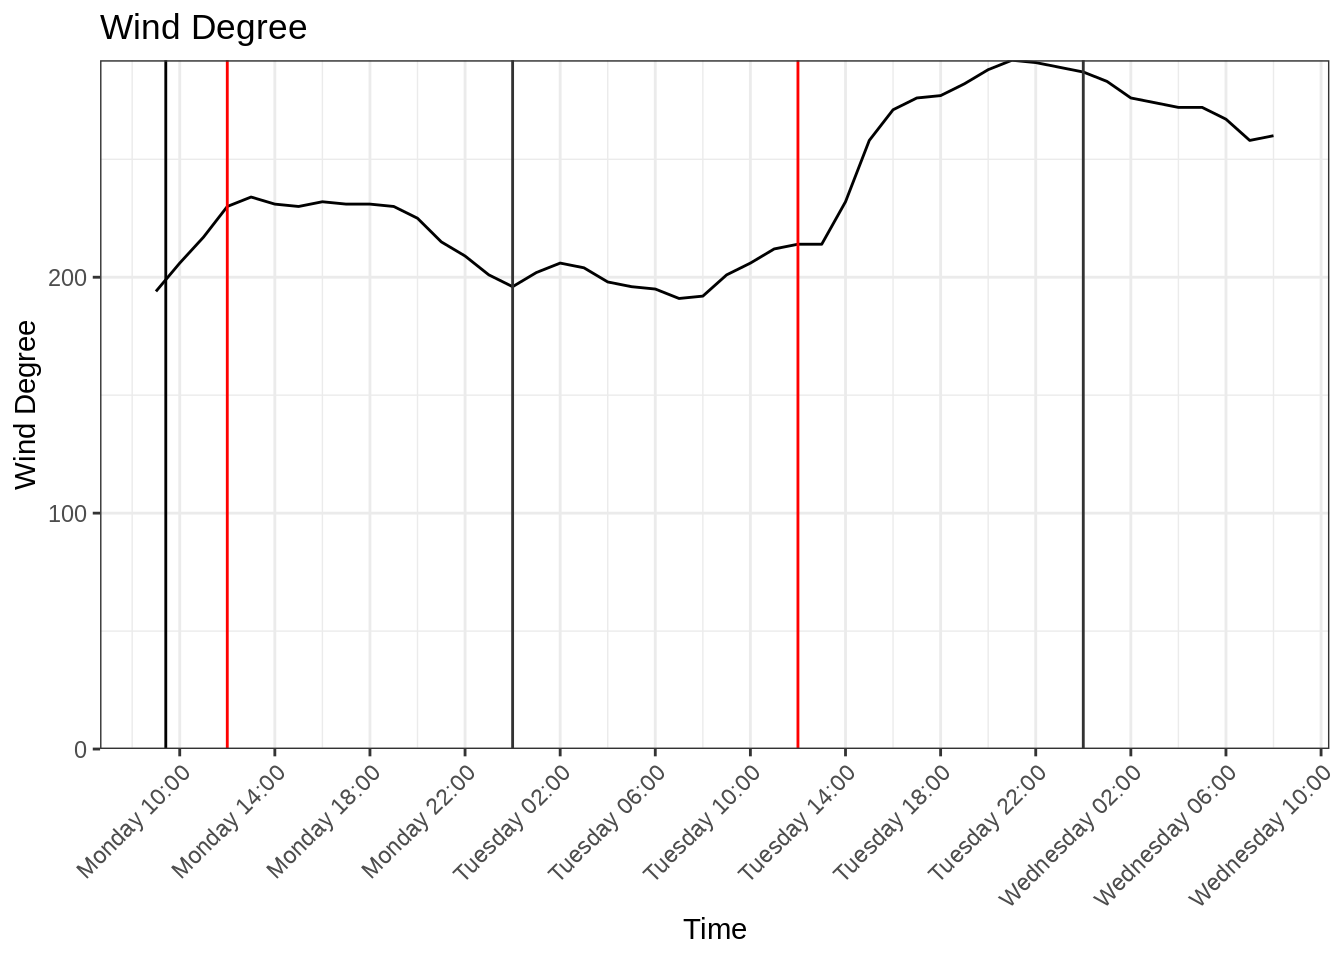 Wind Degree
Wind Degree
200
100
0
Monday 10:00
Monday 14:00
Monday 18:00
Monday 22:00
Tuesday 02:00
Tuesday 06:00
Tuesday 10:00
Tuesday 14:00
Tuesday 18:00
Tuesday 22:00
Wednesday 02:00
Wednesday 06:00
Wednesday 10:00
Time